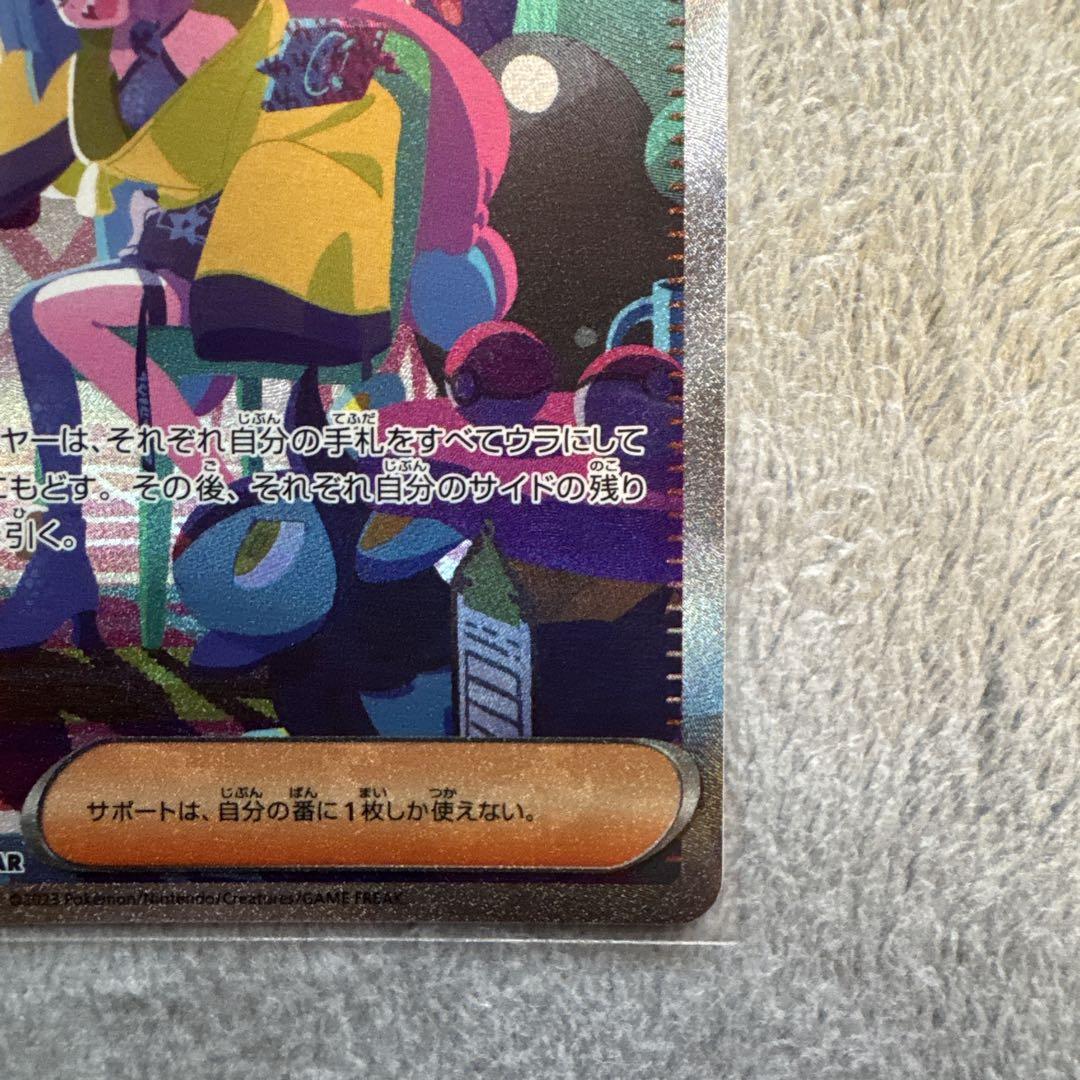 ヤーは、それぞれ自分の手札をすべてウラにして
にもどす。その後、それぞれ自分のサイドの残り
引く。
サポートは、自分の番に1枚しか使えない。
AR
©2023 Pokémon/Nintendo/Creatures/GAME FREAK